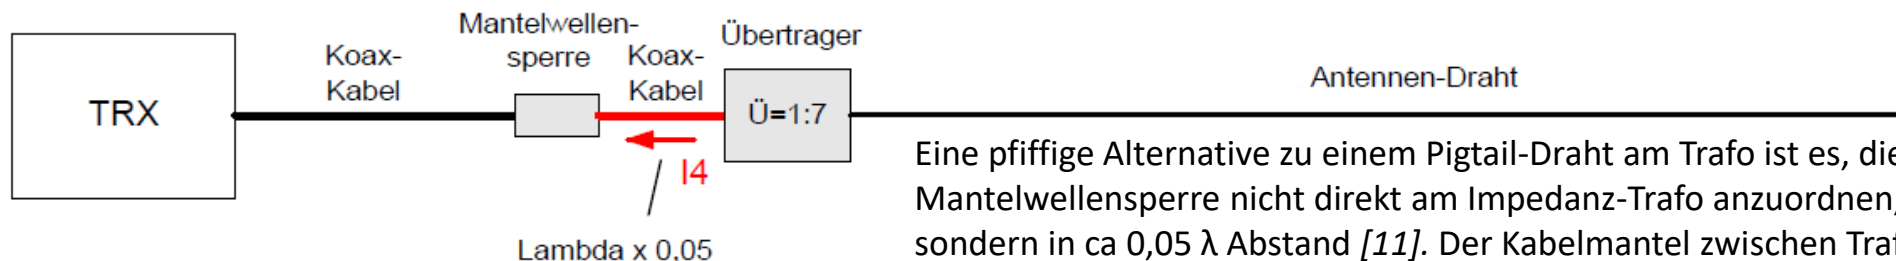 Mantelwellen-
sperre
Übertrager
Koax-
Kabel
Koax-
Kabel
Antennen-Draht
TRX
Ü=1:7
I4
Lambda x 0,05
Eine pfiffige Alternative zu einem Pigtail-Draht am Trafo ist es, die
Mantelwellensperre nicht direkt am Impedanz-Trafo anzuordnen,
sondern in ca 0,05 λ Abstand [11]. Der Kabelmantel zwischen